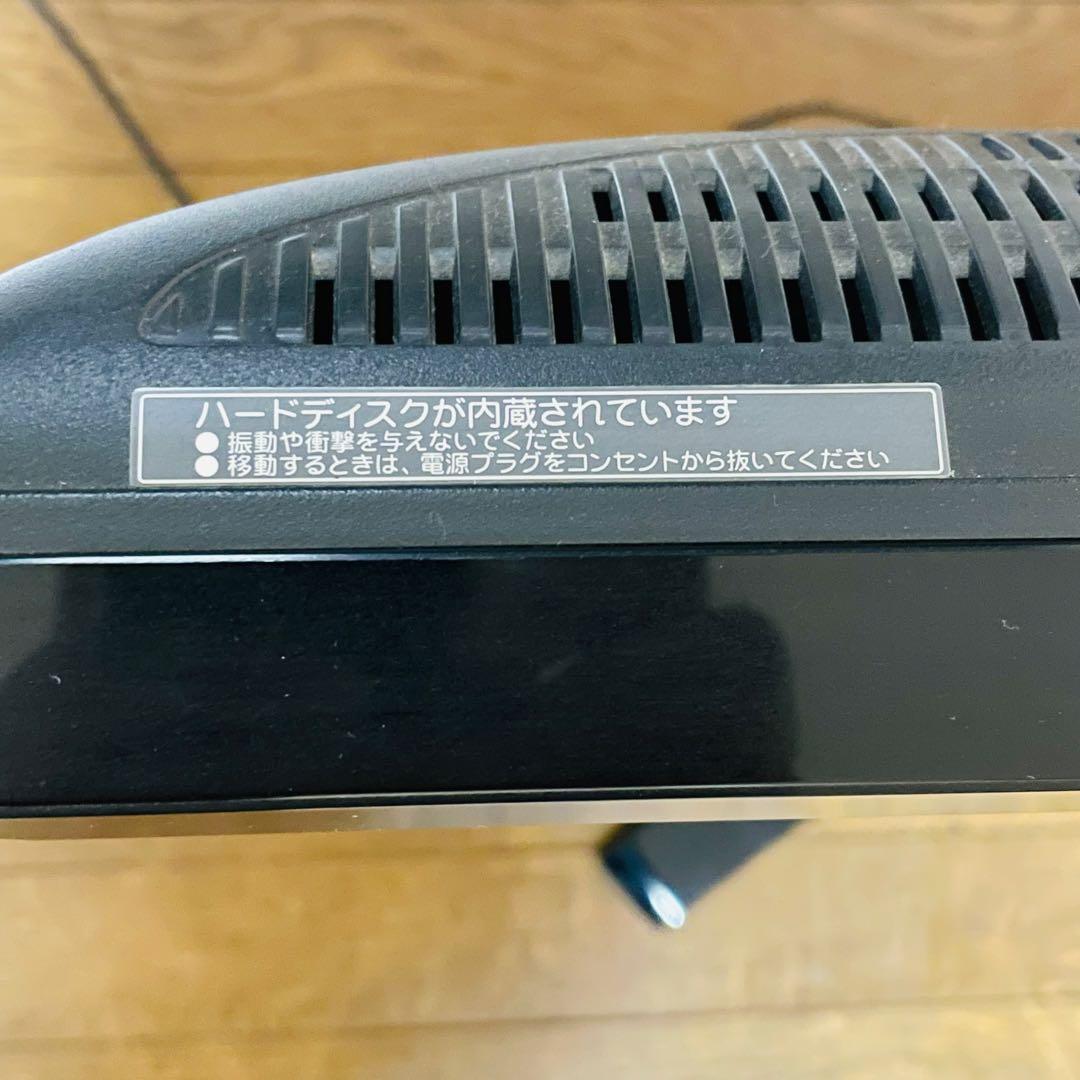 ハードディスクが内蔵されています
● 振動や衝撃を与えないでください
● 移動するときは、電源プラグをコンセントから抜いてください